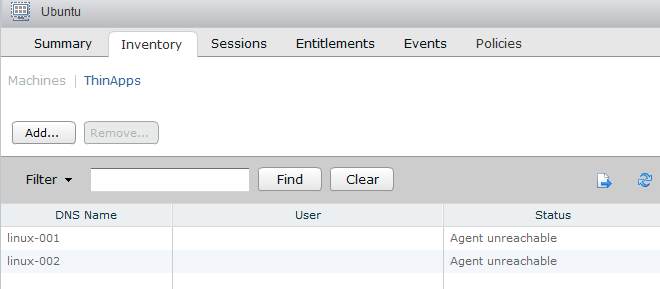 Ubuntu
Summary Inventory Sessions Entitlements Events Policies
Machines | ThinApps
Add... Remove...
Filter Find Clear
DNS Name User Status
linux-001 Agent unreachable
linux-002 Agent unreachable